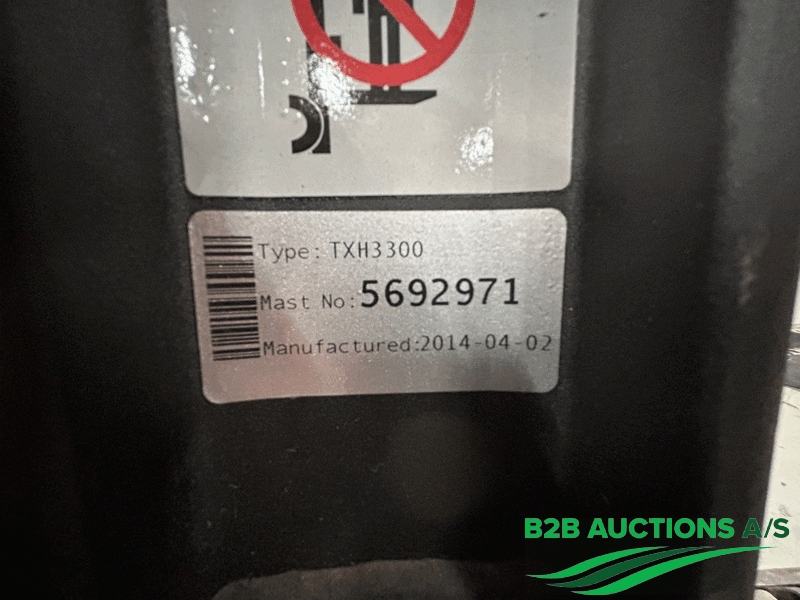 Type: TXH3300
Mast No:5692971
Manufactured:2014-04-02
B2B AUCTIONS A/S